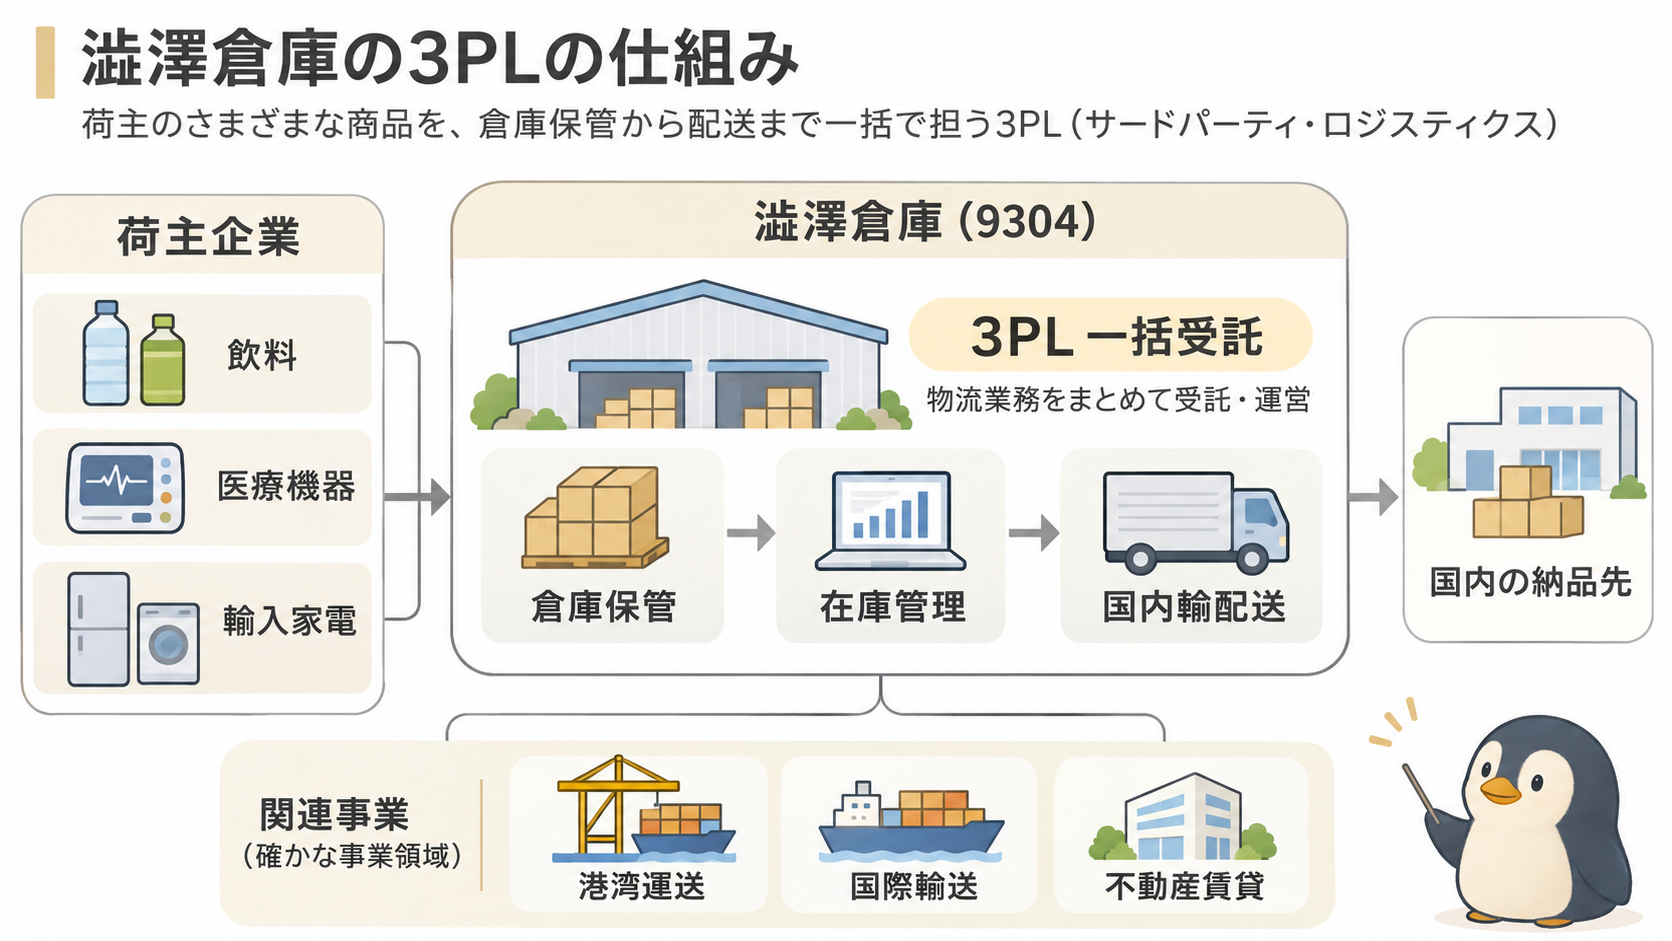 澁澤倉庫の3PLの仕組み
荷主のさまざまな商品を、倉庫保管から配送まで一括で担う3PL（サードパーティ・ロジスティクス）
荷主企業
飲料
医療機器
輸入家電
澁澤倉庫（9304）
3PL 一括受託
物流業務をまとめて受託・運営
倉庫保管
在庫管理
国内輸配送
国内の納品先
関連事業
（確かな事業領域）
港湾運送
国際輸送
不動産賃貸